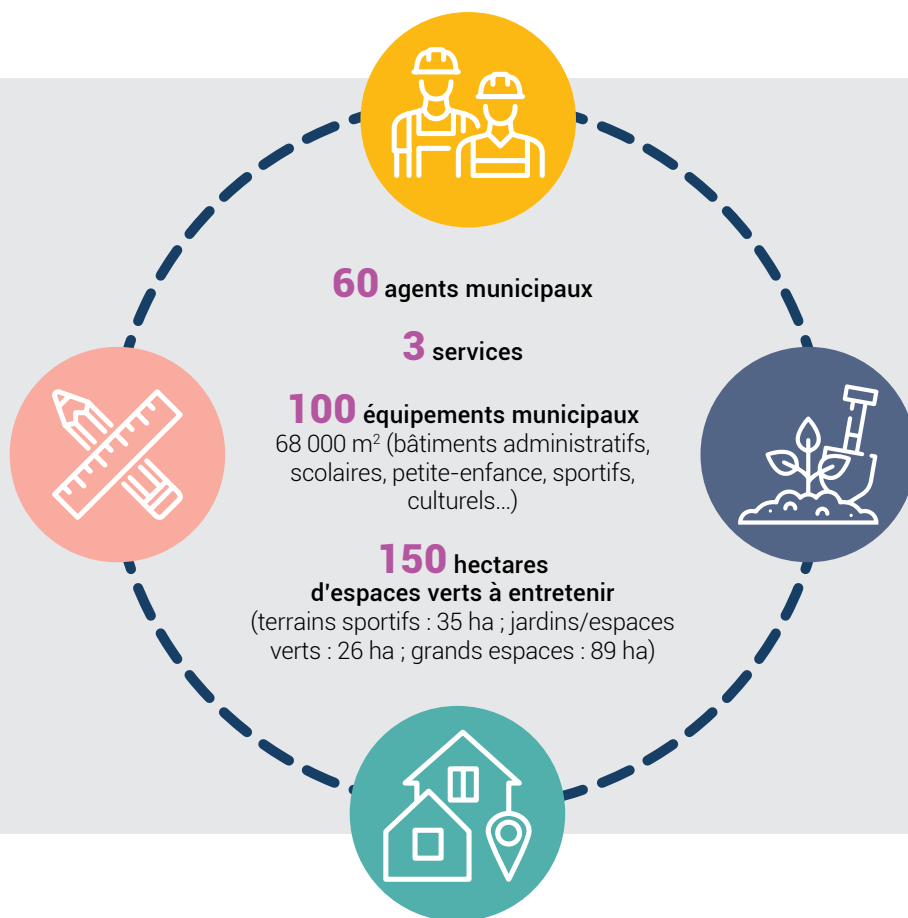 60 agents municipaux
3 services
100 équipements municipaux
68 000 m² (bâtiments administratifs,
scolaires, petite-enfance, sportifs,
culturels...)
150 hectares
d'espaces verts à entretenir
(terrains sportifs : 35 ha ; jardins/espaces
verts : 26 ha ; grands espaces : 89 ha)